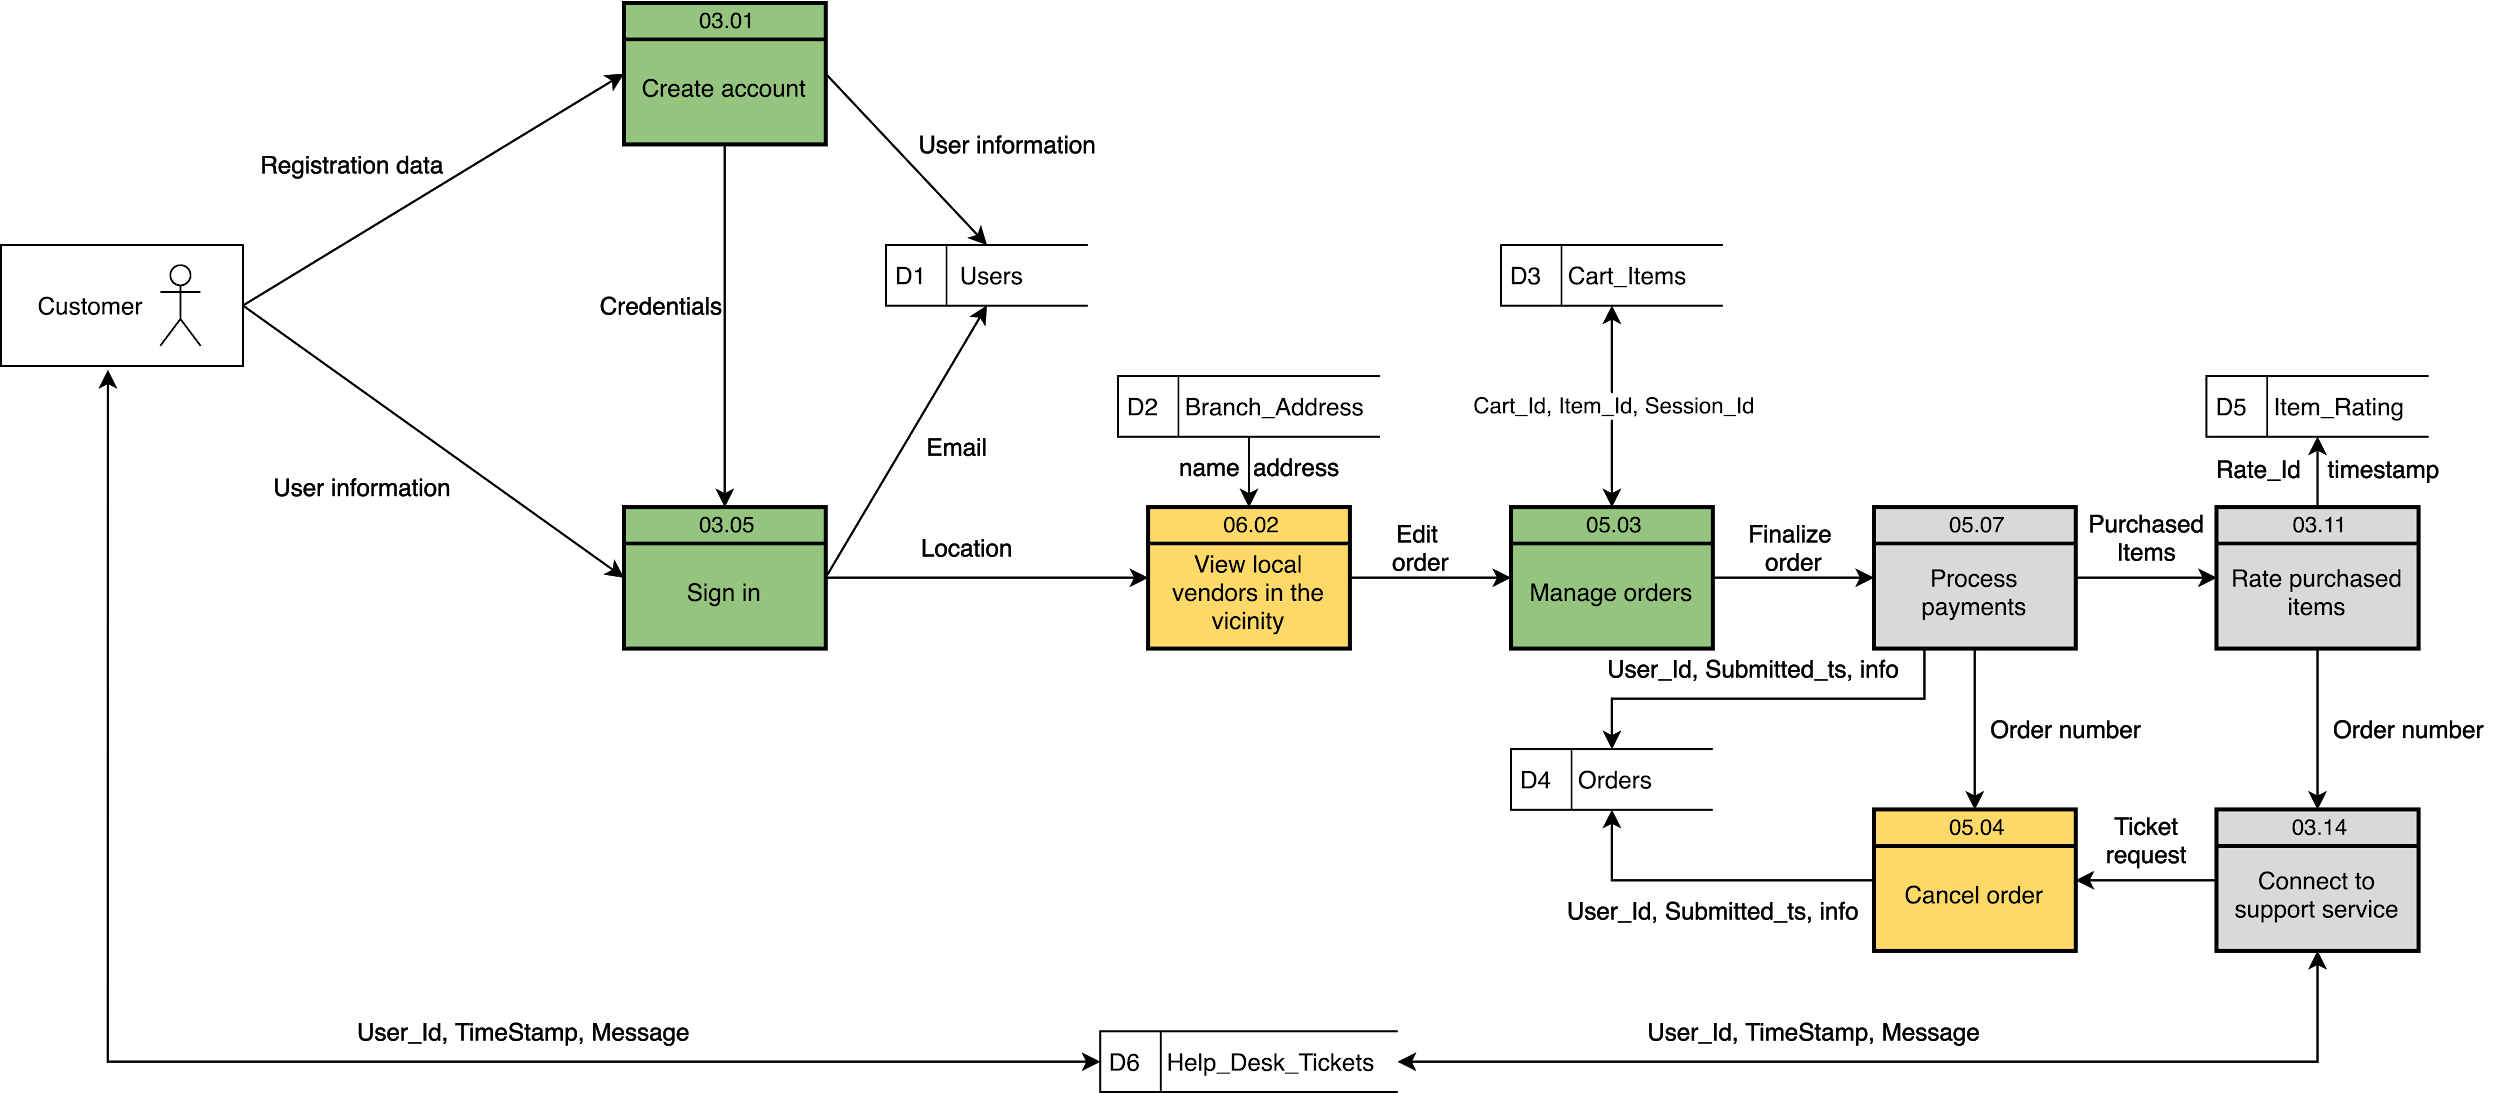 03.01
Create account
Registration data
User information
Customer
Credentials
D1 Users
D3 Cart_Items
D2 Branch_Address
Cart_Id, Item_Id, Session_Id
D5 Item_Rating
Email
name address
Rate_Id timestamp
User information
03.05
Sign in
Location
06.02
View local
vendors in the
vicinity
Edit
order
05.03
Manage orders
Finalize
order
05.07
Process
payments
Purchased
Items
03.11
Rate purchased
items
User_Id, Submitted_ts, info
Order number
Order number
D4 Orders
05.04
Cancel order
Ticket
request
03.14
Connect to
support service
User_Id, Submitted_ts, info
User_Id, TimeStamp, Message
User_Id, TimeStamp, Message
D6 Help_Desk_Tickets